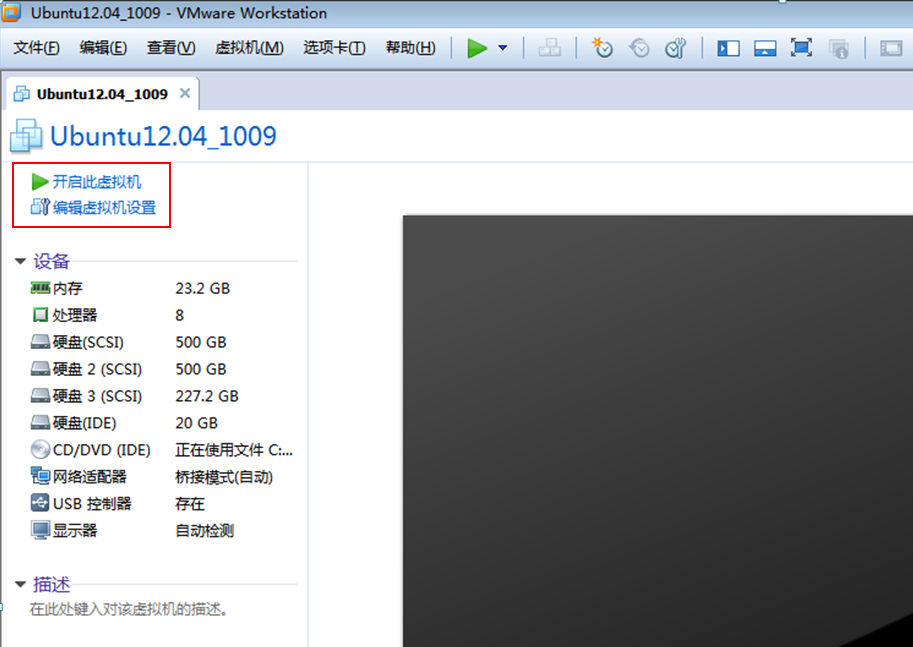 Ubuntu12.04_1009 - VMware Workstation
文件(F) 编辑(E) 查看(V) 虚拟机(M) 选项卡(T) 帮助(H)
Ubuntu12.04_1009
Ubuntu12.04_1009
开启此虚拟机
编辑虚拟机设置
设备
内存 23.2 GB
处理器 8
硬盘(SCSI) 500 GB
硬盘 2 (SCSI) 500 GB
硬盘 3 (SCSI) 227.2 GB
硬盘(IDE) 20 GB
CD/DVD (IDE) 正在使用文件 C:...
网络适配器 桥接模式(自动)
USB 控制器 存在
显示器 自动检测
描述
在此处键入对该虚拟机的描述。